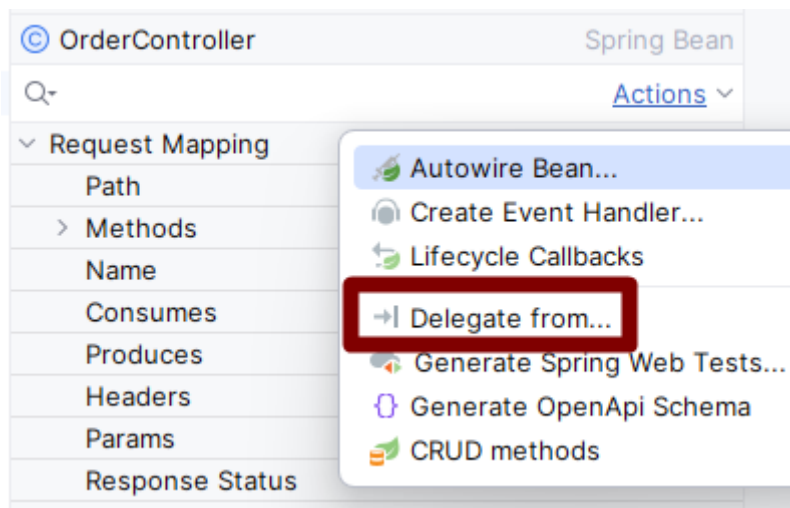 OrderController Spring Bean
Actions
Request Mapping
Path
Methods
Name
Consumes
Produces
Headers
Params
Response Status
Autowire Bean...
Create Event Handler...
Lifecycle Callbacks
Delegate from...
Generate Spring Web Tests...
Generate OpenApi Schema
CRUD methods